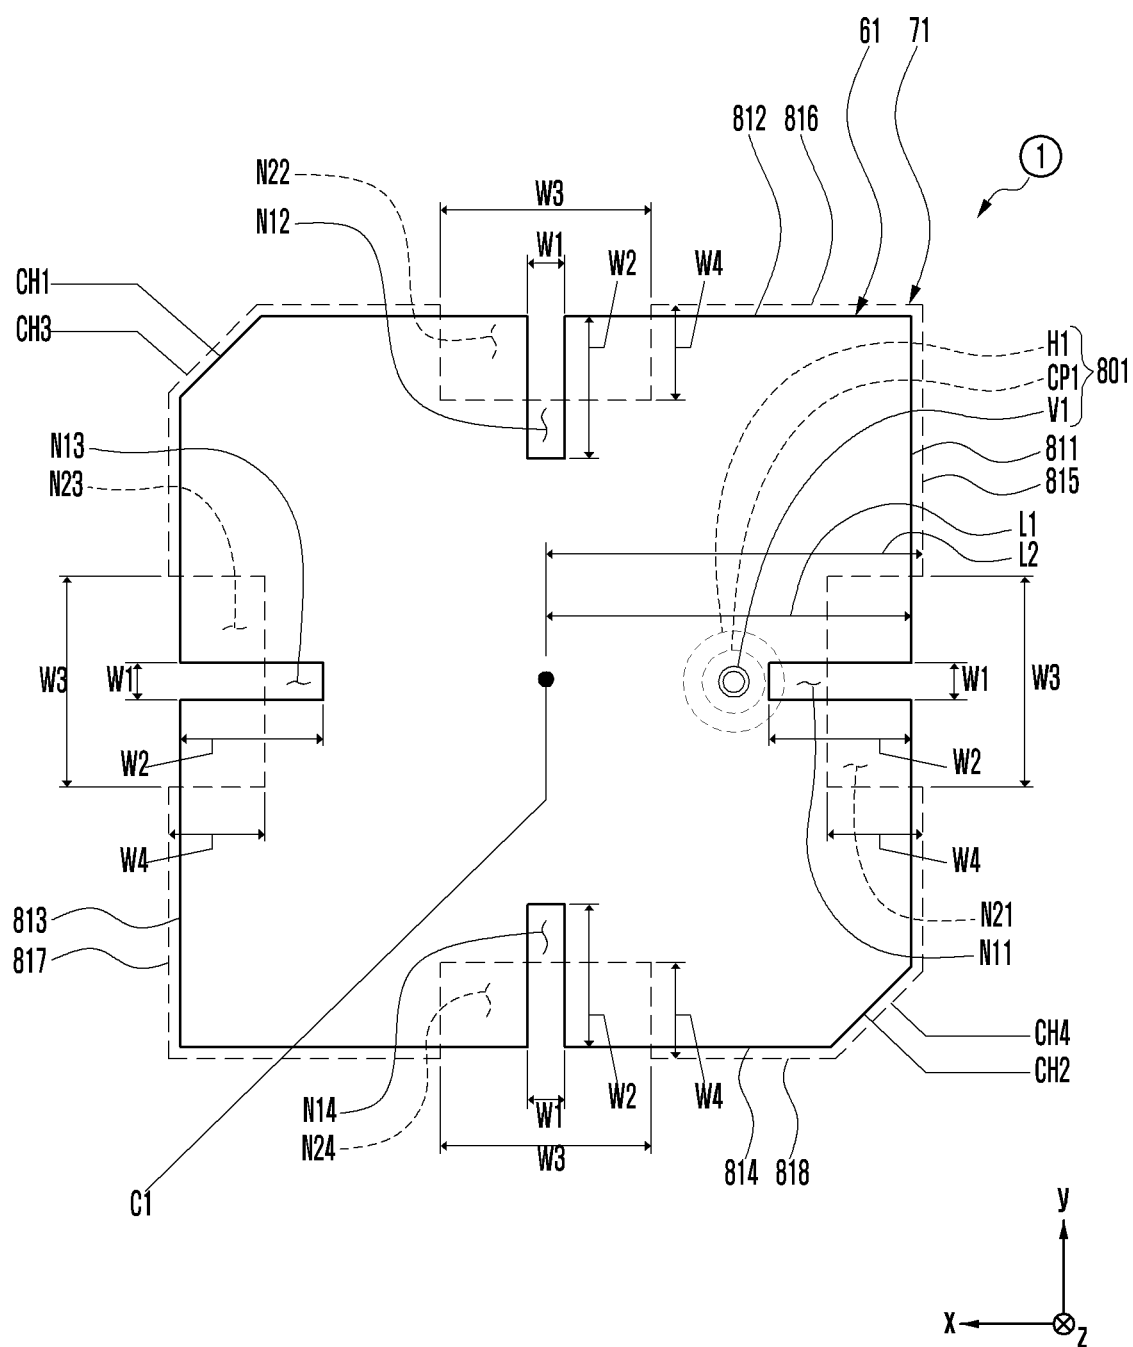 61 71
812 816
1
N22
W3
N12
W1
W2 W4
CH1
CH3
H1
CP1 801
V1
N13
811
N23
815
L1
L2
W3 W1
W1 W3
W2
W2
W4
W4
813
N21
817
N11
CH4
CH2
N14
W1 W2 W4
N24
W3
814 818
C1
y
x
z